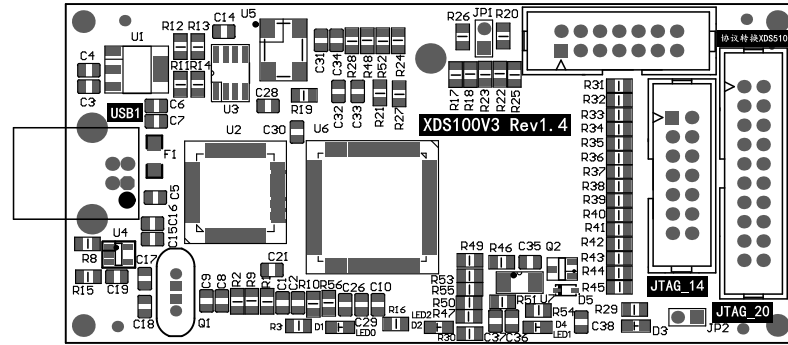 R12 R13 C14 U5 R26 JP1 R20
U1 协议转换XDS510
C4 R11 R14 C31 C34 R28 R48 R52 R24
C3 U3 C28 R19 C32 C33 R21 R27 R17 R18 R23 R22 R25 R31
USB1 C6 R32
C7 U2 C30 U6 XDS100V3 Rev1.4 R33
R34
R35
F1 R36
R37
R38
C5 R39
R40
C16 R41
U4 C15 R42
R8 R49 R46 C35 Q2 R43
C17 C21 R53 R44
R15 C19 R55 R45
C9 C8 R2 R9 C1 C2 R10 R56 C26 C10 R50 R51 U7 D5 JTAG_14
C18 Q1 R3 D1 C29 R16 LED2 R47 R54 R29 JTAG_20
LED0 D2 R30 C37 C36 D4 LED1 C38 D3 JP2